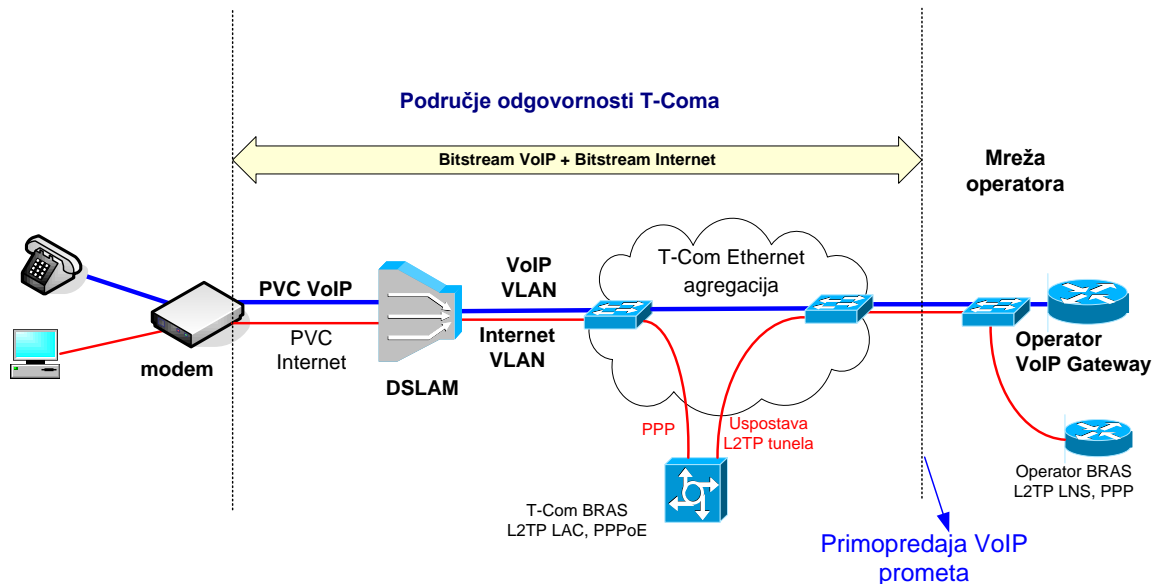 Područje odgovornosti T-Coma
Bitstream VoIP + Bitstream Internet
Mreža
operatora
T-Com Ethernet
agregacija
VoIP
VLAN
PVC VoIP
PVC
Internet
Internet
VLAN
modem
DSLAM
Operator
VoIP Gateway
PPP
Uspostava
L2TP tunela
T-Com BRAS
L2TP LAC, PPPoE
Operator BRAS
L2TP LNS, PPP
Primopredaja VoIP
prometa